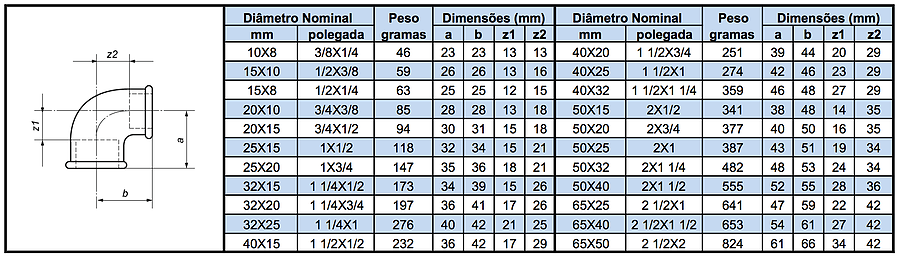 z2
z1
a
b
Diâmetro Nominal Peso Dimensões (mm) Diâmetro Nominal Peso Dimensões (mm)
mm polegada gramas a b z1 z2 mm polegada gramas a b z1 z2
10X8 3/8X1/4 46 23 23 13 13 40X20 1 1/2X3/4 251 39 44 20 29
15X10 1/2X3/8 59 26 26 13 16 40X25 1 1/2X1 274 42 46 23 29
15X8 1/2X1/4 63 25 25 12 15 40X32 1 1/2X1 1/4 359 46 48 27 29
20X10 3/4X3/8 85 28 28 13 18 50X15 2X1/2 341 38 48 14 35
20X15 3/4X1/2 94 30 31 15 18 50X20 2X3/4 377 40 50 16 35
25X15 1X1/2 118 32 34 15 21 50X25 2X1 387 43 51 19 34
25X20 1X3/4 147 35 36 18 21 50X32 2X1 1/4 482 48 53 24 34
32X15 1 1/4X1/2 173 34 39 15 26 50X40 2X1 1/2 555 52 55 28 36
32X20 1 1/4X3/4 197 36 41 17 26 65X25 2 1/2X1 641 47 59 22 42
32X25 1 1/4X1 276 40 42 21 25 65X40 2 1/2X1 1/2 653 54 61 27 42
40X15 1 1/2X1/2 232 36 42 17 29 65X50 2 1/2X2 824 61 66 34 42